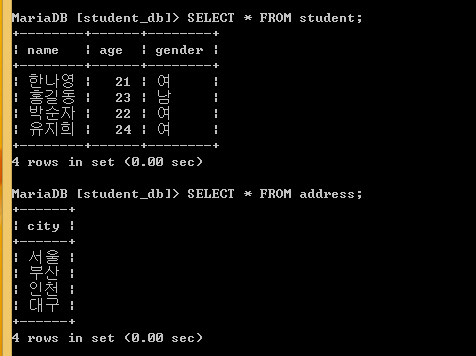 MariaDB [student_db]> SELECT * FROM student;
+--------+------+--------+
| name   | age  | gender |
+--------+------+--------+
| 한나영 |   21 | 여     |
| 홍길동 |   23 | 남     |
| 박순자 |   22 | 여     |
| 유지희 |   24 | 여     |
+--------+------+--------+
4 rows in set (0.00 sec)
MariaDB [student_db]> SELECT * FROM address;
+------+
| city |
+------+
| 서울 |
| 부산 |
| 인천 |
| 대구 |
+------+
4 rows in set (0.00 sec)